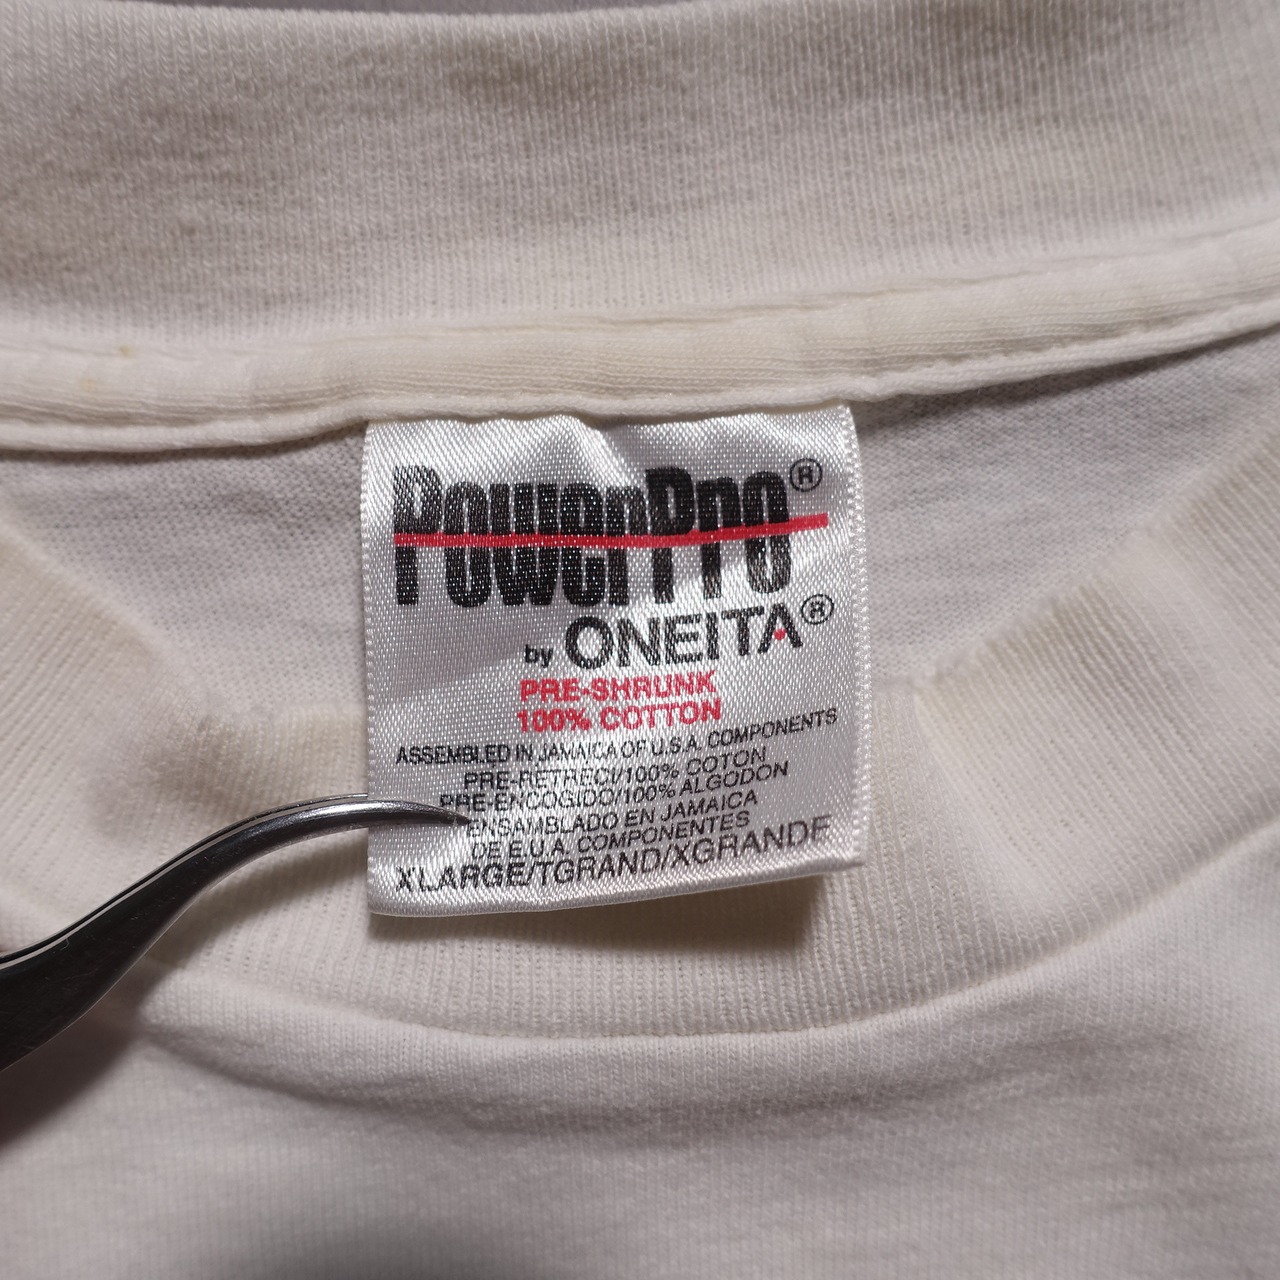 PowerPro®
by ONEITA®
PRE-SHRUNK
100% COTTON
ASSEMBLED IN JAMAICA OF U.S.A. COMPONENTS
PRE-RETRECI/100% COTON
PRE-ENCOGIDO/100% ALGODON
ENSAMBLADO EN JAMAICA
DE E.U.A. COMPONENTES
XLARGE/TGRAND/XGRANDE